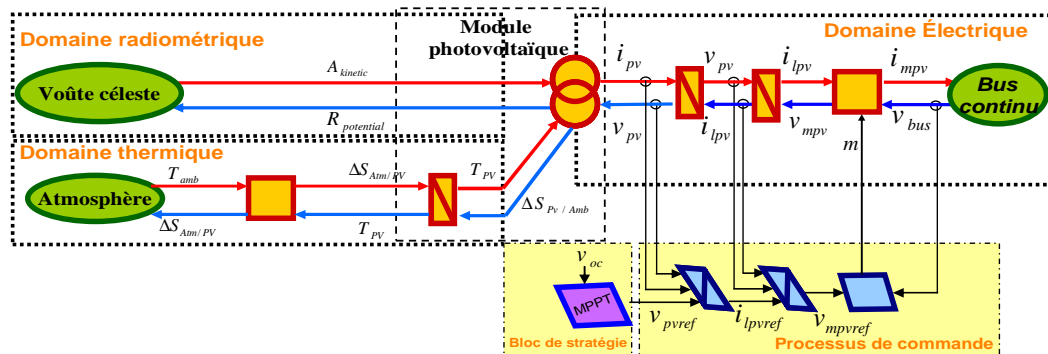 Domaine radiométrique
Module
photovoltaïque
Domaine Électrique
Voûte céleste
A_kinetic
R_potential
i_pv
v_pv
i_lpv
i_mpv
v_pv
i_lpv
v_mpv
v_bus
m
Bus
continu
Domaine thermique
Atmosphère
T_amb
ΔS_Atm/PV
ΔS_Atm/PV
T_PV
T_PV
ΔS_Pv/Amb
v_oc
MPPT
v_pvref
i_lpvref
v_mpvref
Bloc de stratégie
Processus de commande